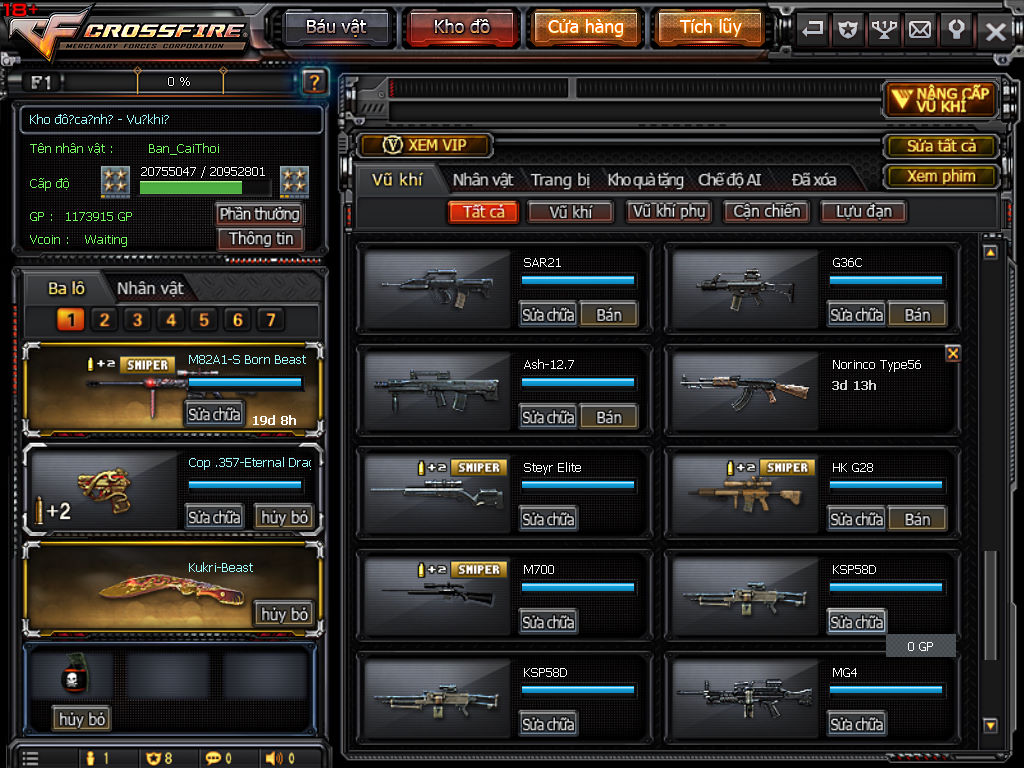 18+
CROSSFIRE
MERCENARY FORCES CORPORATION
Báu vật
Kho đồ
Cửa hàng
Tích lũy
F1
0 %
?
NÂNG CẤP
VŨ KHÍ
Kho đô?ca?nh? - Vu?khi?
Tên nhân vật : Ban_CaiThoi
Cấp độ 20755047 / 20952801
GP : 1173915 GP
Phần thưởng
Vcoin : Waiting
Thông tin
XEM VIP
Sửa tất cả
Xem phim
Vũ khí
Nhân vật
Trang bị
Kho quà tặng
Chế độ AI
Đã xóa
Tất cả
Vũ khí
Vũ khí phụ
Cận chiến
Lựu đạn
Ba lô
Nhân vật
1 2 3 4 5 6 7
+2 SNIPER
M82A1-S Born Beast
Sửa chữa
19d 8h
Cop .357-Eternal Drag
+2
Sửa chữa
hủy bỏ
Kukri-Beast
hủy bỏ
hủy bỏ
1
8
0
0
SAR21
Sửa chữa
Bán
G36C
Sửa chữa
Bán
Ash-12.7
Sửa chữa
Bán
Norinco Type56
3d 13h
+2 SNIPER
Steyr Elite
Sửa chữa
+2 SNIPER
HK G28
Sửa chữa
Bán
+2 SNIPER
M700
Sửa chữa
KSP58D
Sửa chữa
0 GP
KSP58D
Sửa chữa
MG4
Sửa chữa